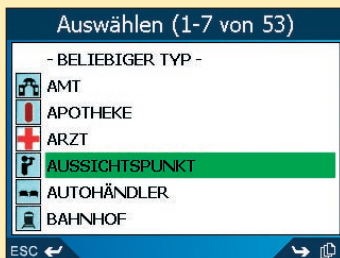 Auswählen (1-7 von 53)
- BELIEBIGER TYP -
AMT
APOTHEKE
ARZT
AUSSICHTSPUNKT
AUTOHÄNDLER
BAHNHOF
ESC